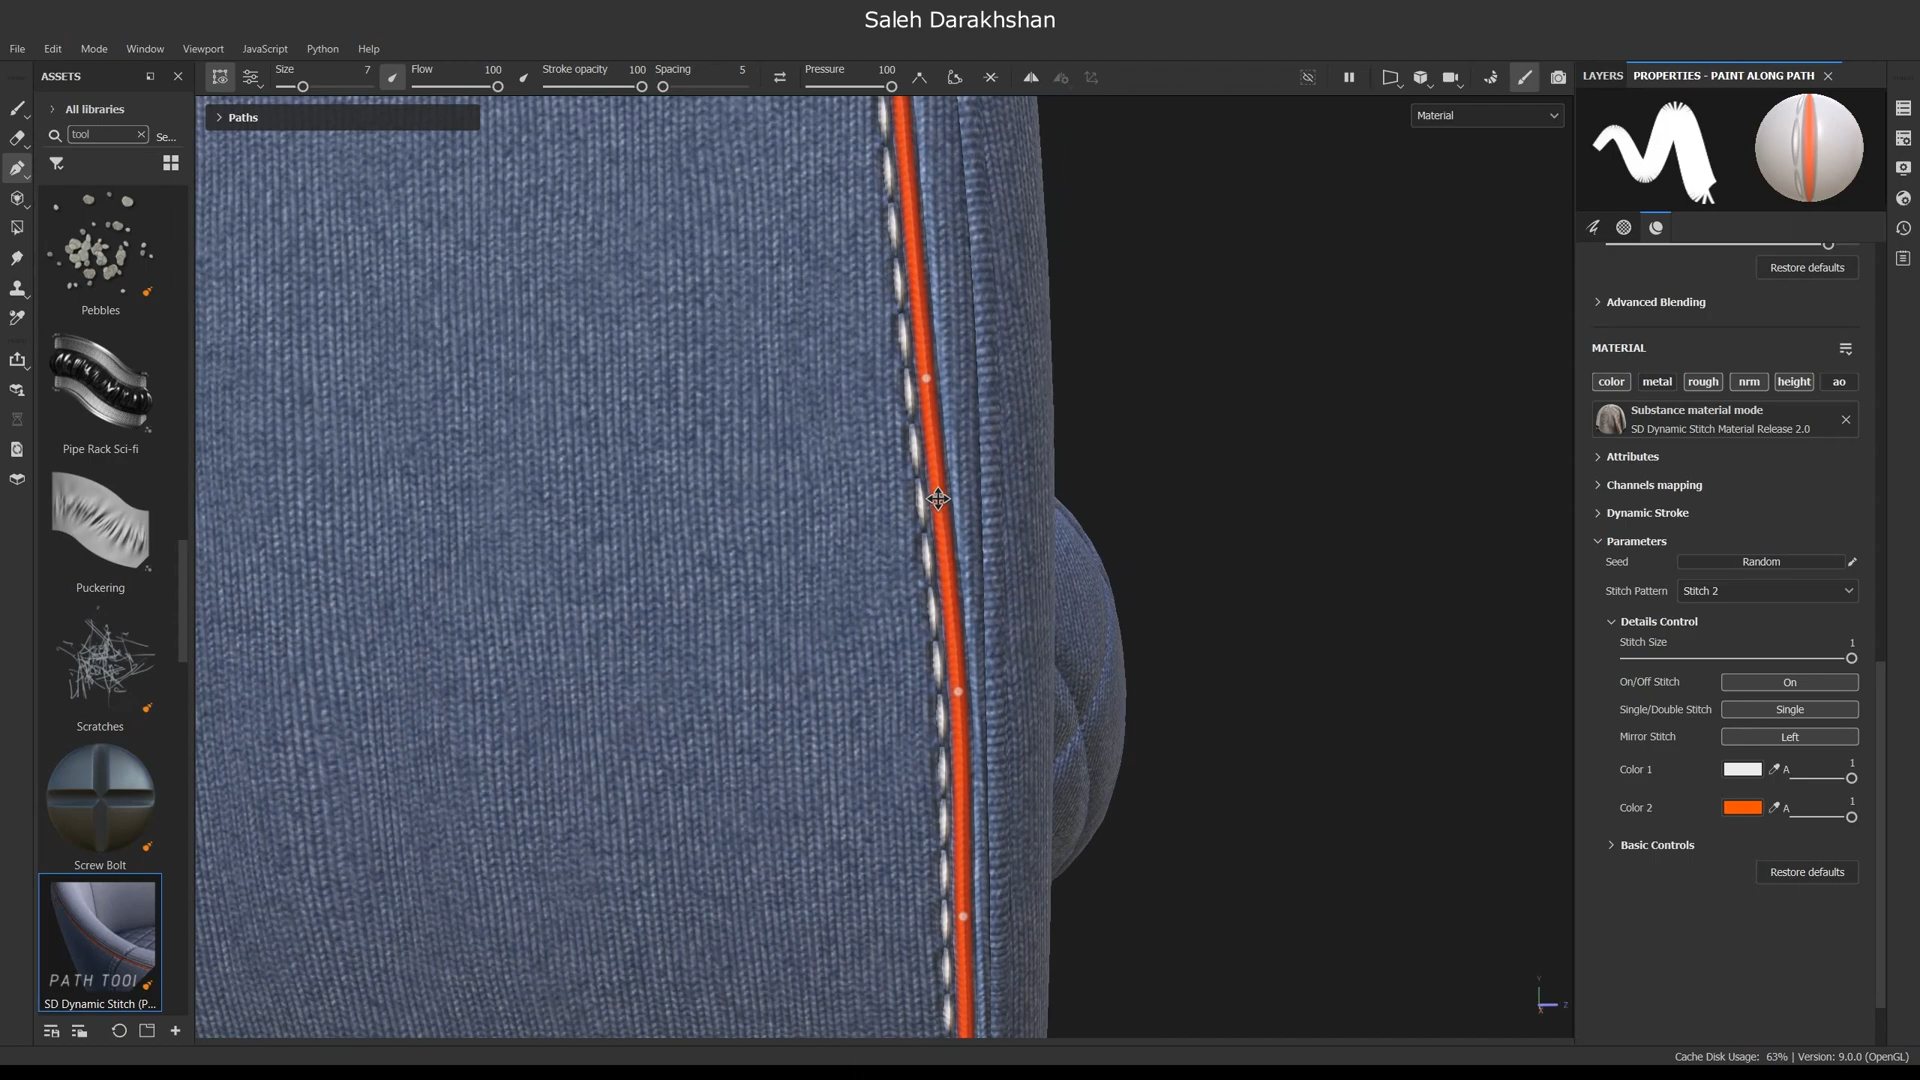 Saleh Darakhshan
File Edit Mode Window Viewport JavaScript Python Help
ASSETS
Size 7 Flow 100 Stroke opacity 100 Spacing 5 Pressure 100
LAYERS PROPERTIES - PAINT ALONG PATH
All libraries
tool Se...
Paths
Material
Pebbles
Pipe Rack Sci-fi
Puckering
Scratches
Screw Bolt
PATH TOOL
SD Dynamic Stitch (P...
Restore defaults
Advanced Blending
MATERIAL
color metal rough nrm height ao
Substance material mode
SD Dynamic Stitch Material Release 2.0
Attributes
Channels mapping
Dynamic Stroke
Parameters
Seed Random
Stitch Pattern Stitch 2
Details Control
Stitch Size 1
On/Off Stitch On
Single/Double Stitch Single
Mirror Stitch Left
Color 1 A 1
Color 2 A 1
Basic Controls
Restore defaults
Y
Z
X
Cache Disk Usage: 63% | Version: 9.0.0 (OpenGL)